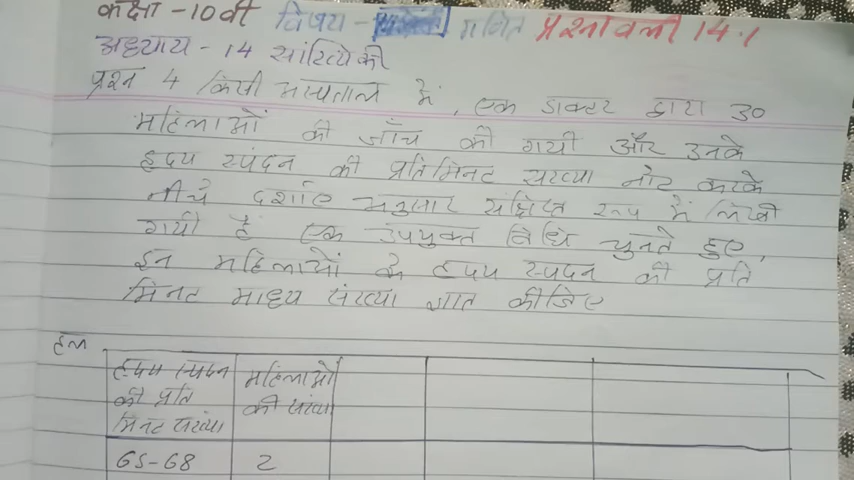 कक्षा - 10वी विषय - गणित प्रश्नावली 14.1
अध्याय - 14 सांख्यिकी
प्रश्न 4 किसी अस्पताल में, एक डाक्टर द्वारा 30
महिलाओं की जाँच की गयी और उनके
हृदय स्पंदन की प्रतिमिनट संख्या नोट करके
नीचे दर्शाए अनुसार संक्षिप्त रूप में लिखी
गयी है एक उपयुक्त विधि चुनते हुए,
इन महिलाओं के हृदय स्पदन की प्रति
मिनट माध्य संख्या ज्ञात कीजिए
हल
हृदय स्पदन महिलाओं
की प्रति की संख्या
मिनट संख्या
65-68 2